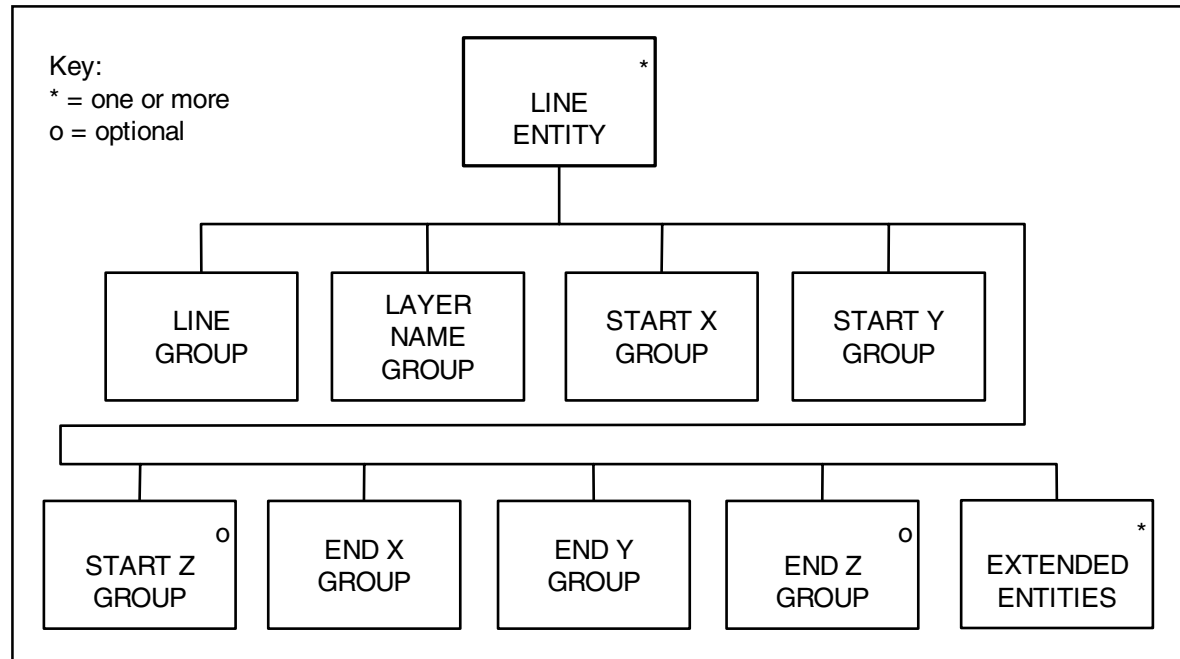 Key:
* = one or more
o = optional
*
LINE
ENTITY
LINE
GROUP
LAYER
NAME
GROUP
START X
GROUP
START Y
GROUP
o
START Z
GROUP
END X
GROUP
END Y
GROUP
o
END Z
GROUP
*
EXTENDED
ENTITIES